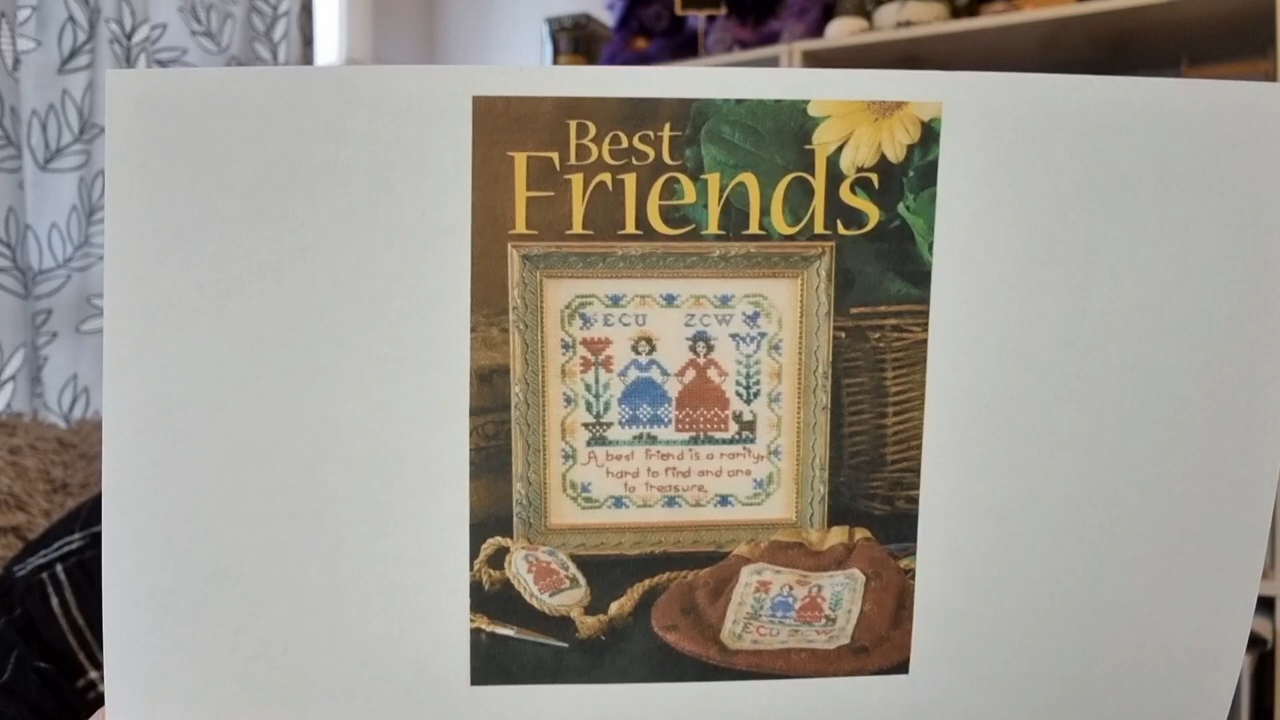 Best
Friends
ECU ZCW
A best friend is a rarity,
hard to find and one
to treasure.
ECU ZCW